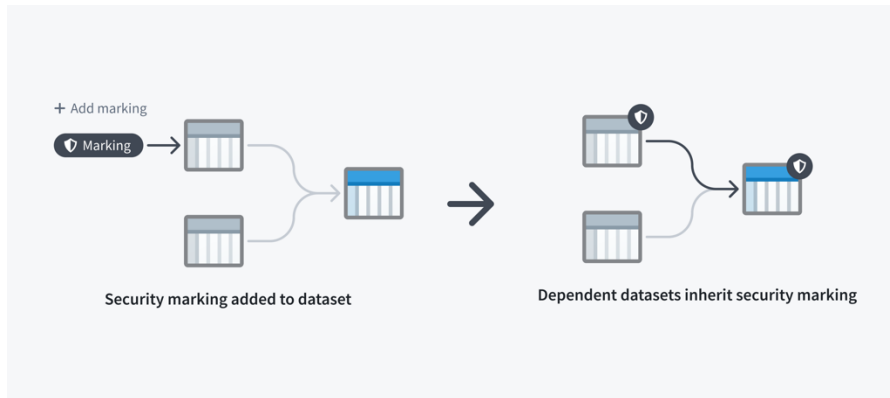 + Add marking
Marking
Security marking added to dataset
Dependent datasets inherit security marking